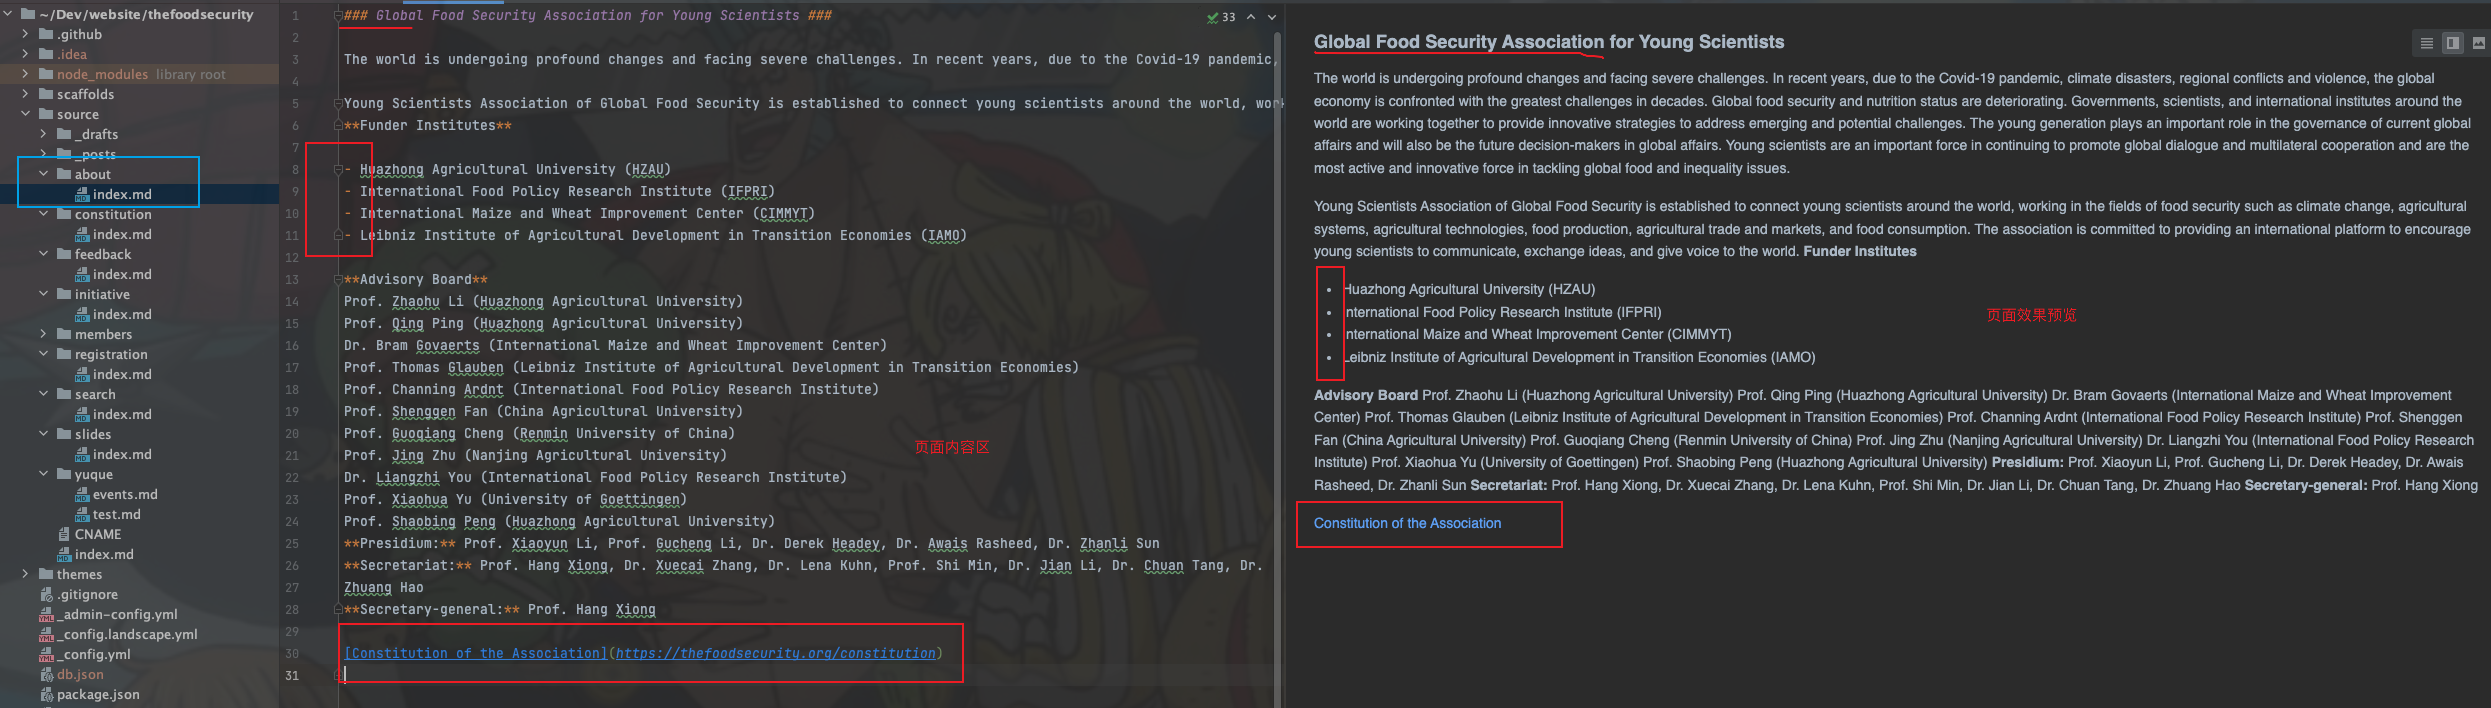 ~/Dev/website/thefoodsecurity
.github
.idea
node_modules library root
scaffolds
source
_drafts
_posts
about
index.md
constitution
index.md
feedback
index.md
initiative
index.md
members
registration
index.md
search
index.md
slides
index.md
yuque
events.md
test.md
CNAME
index.md
themes
.gitignore
_admin-config.yml
_config.landscape.yml
_config.yml
db.json
package.json
33
1 ### Global Food Security Association for Young Scientists ###
2
3 The world is undergoing profound changes and facing severe challenges. In recent years, due to the Covid-19 pandemic,
4
5 Young Scientists Association of Global Food Security is established to connect young scientists around the world, work
6 **Funder Institutes**
7
8 - Huazhong Agricultural University (HZAU)
9 - International Food Policy Research Institute (IFPRI)
10 - International Maize and Wheat Improvement Center (CIMMYT)
11 - Leibniz Institute of Agricultural Development in Transition Economies (IAMO)
12
13 **Advisory Board**
14 Prof. Zhaohu Li (Huazhong Agricultural University)
15 Prof. Qing Ping (Huazhong Agricultural University)
16 Dr. Bram Govaerts (International Maize and Wheat Improvement Center)
17 Prof. Thomas Glauben (Leibniz Institute of Agricultural Development in Transition Economies)
18 Prof. Channing Ardnt (International Food Policy Research Institute)
19 Prof. Shenggen Fan (China Agricultural University)
20 Prof. Guoqiang Cheng (Renmin University of China)
21 Prof. Jing Zhu (Nanjing Agricultural University)
22 Dr. Liangzhi You (International Food Policy Research Institute)
23 Prof. Xiaohua Yu (University of Goettingen)
24 Prof. Shaobing Peng (Huazhong Agricultural University)
25 **Presidium:** Prof. Xiaoyun Li, Prof. Gucheng Li, Dr. Derek Headey, Dr. Awais Rasheed, Dr. Zhanli Sun
26 **Secretariat:** Prof. Hang Xiong, Dr. Xuecai Zhang, Dr. Lena Kuhn, Prof. Shi Min, Dr. Jian Li, Dr. Chuan Tang, Dr.
27 Zhuang Hao
28 **Secretary-general:** Prof. Hang Xiong
29
30 [Constitution of the Association](https://thefoodsecurity.org/constitution)
31
页面内容区
Global Food Security Association for Young Scientists
The world is undergoing profound changes and facing severe challenges. In recent years, due to the Covid-19 pandemic, climate disasters, regional conflicts and violence, the global
economy is confronted with the greatest challenges in decades. Global food security and nutrition status are deteriorating. Governments, scientists, and international institutes around the
world are working together to provide innovative strategies to address emerging and potential challenges. The young generation plays an important role in the governance of current global
affairs and will also be the future decision-makers in global affairs. Young scientists are an important force in continuing to promote global dialogue and multilateral cooperation and are the
most active and innovative force in tackling global food and inequality issues.
Young Scientists Association of Global Food Security is established to connect young scientists around the world, working in the fields of food security such as climate change, agricultural
systems, agricultural technologies, food production, agricultural trade and markets, and food consumption. The association is committed to providing an international platform to encourage
young scientists to communicate, exchange ideas, and give voice to the world. Funder Institutes
• Huazhong Agricultural University (HZAU)
• International Food Policy Research Institute (IFPRI)
• International Maize and Wheat Improvement Center (CIMMYT)
• Leibniz Institute of Agricultural Development in Transition Economies (IAMO)
页面效果预览
Advisory Board Prof. Zhaohu Li (Huazhong Agricultural University) Prof. Qing Ping (Huazhong Agricultural University) Dr. Bram Govaerts (International Maize and Wheat Improvement
Center) Prof. Thomas Glauben (Leibniz Institute of Agricultural Development in Transition Economies) Prof. Channing Ardnt (International Food Policy Research Institute) Prof. Shenggen
Fan (China Agricultural University) Prof. Guoqiang Cheng (Renmin University of China) Prof. Jing Zhu (Nanjing Agricultural University) Dr. Liangzhi You (International Food Policy Research
Institute) Prof. Xiaohua Yu (University of Goettingen) Prof. Shaobing Peng (Huazhong Agricultural University) Presidium: Prof. Xiaoyun Li, Prof. Gucheng Li, Dr. Derek Headey, Dr. Awais
Rasheed, Dr. Zhanli Sun Secretariat: Prof. Hang Xiong, Dr. Xuecai Zhang, Dr. Lena Kuhn, Prof. Shi Min, Dr. Jian Li, Dr. Chuan Tang, Dr. Zhuang Hao Secretary-general: Prof. Hang Xiong
Constitution of the Association